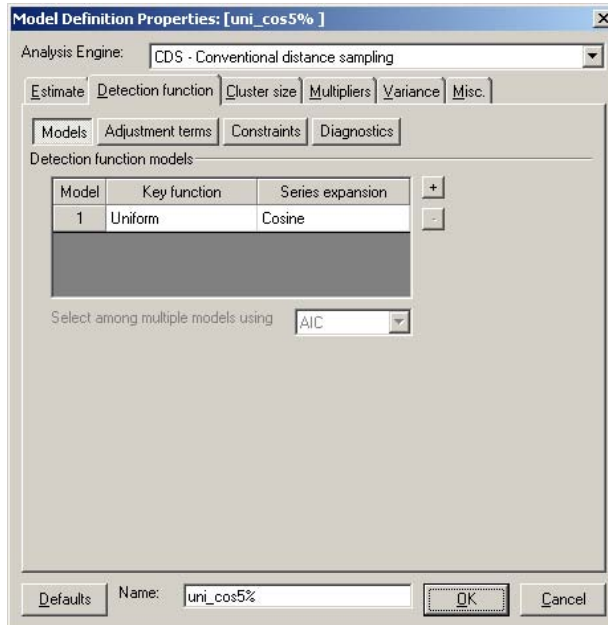 Model Definition Properties: [uni_cos5% ]
Analysis Engine: CDS - Conventional distance sampling
Estimate Detection function Cluster size Multipliers Variance Misc.
Models Adjustment terms Constraints Diagnostics
Detection function models
Model Key function Series expansion +
1 Uniform Cosine -
Select among multiple models using AIC
Defaults Name: uni_cos5% OK Cancel